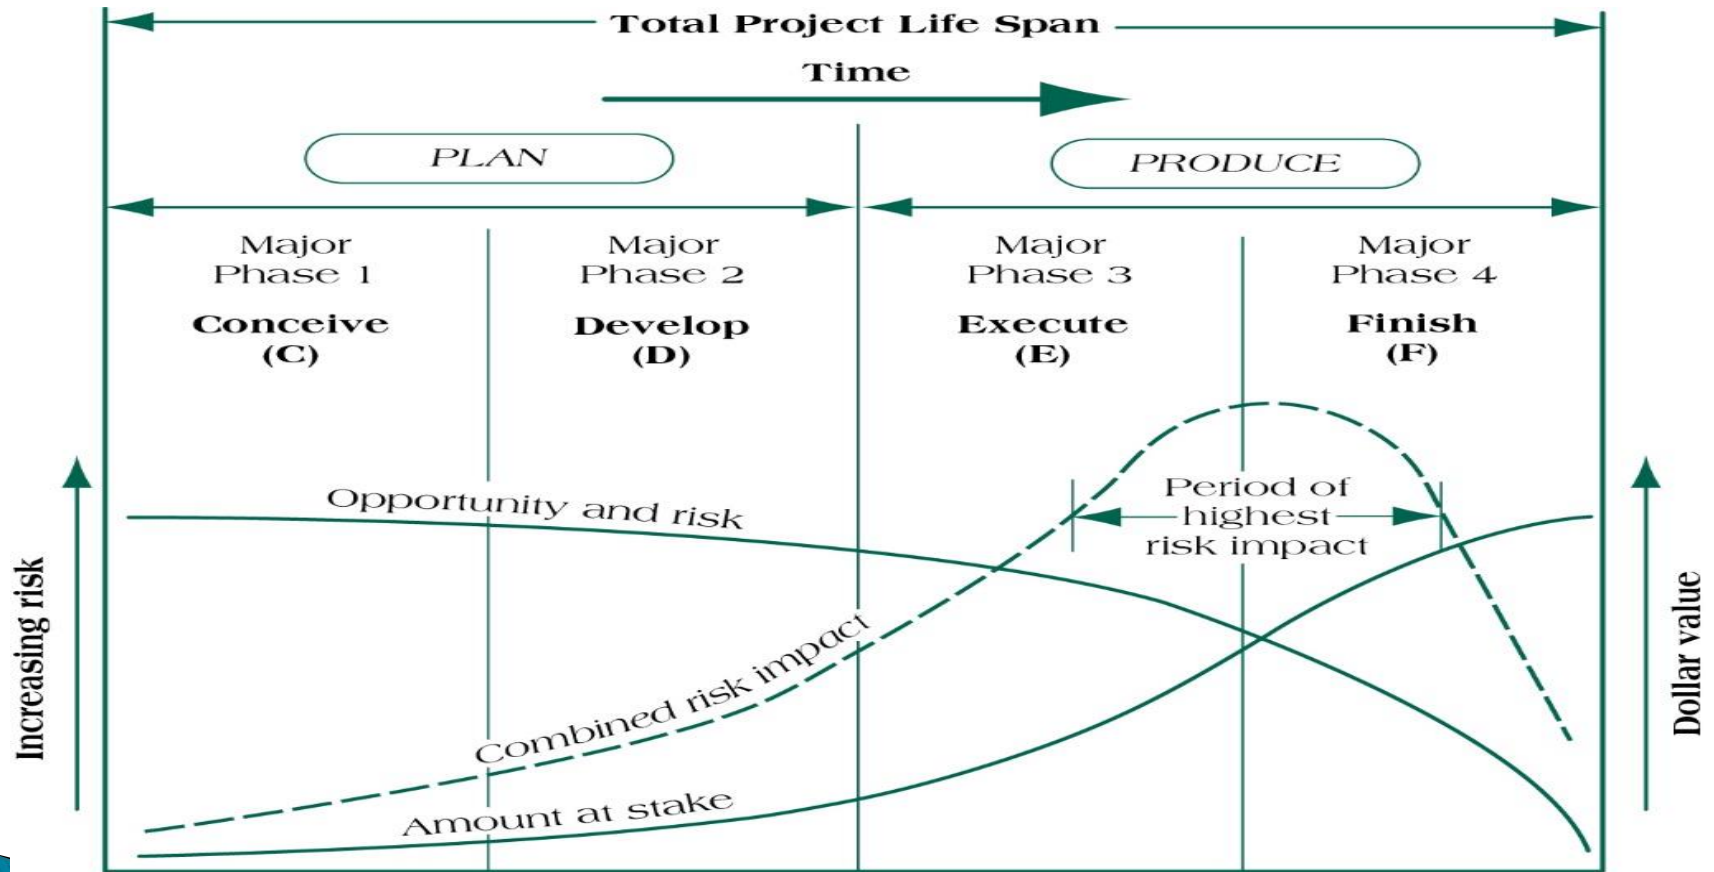 Total Project Life Span
Time
PLAN
PRODUCE
Major
Phase 1
Conceive
(C)
Major
Phase 2
Develop
(D)
Major
Phase 3
Execute
(E)
Major
Phase 4
Finish
(F)
Opportunity and risk
Period of
highest
risk impact
Combined risk impact
Amount at stake
Increasing risk
Dollar value